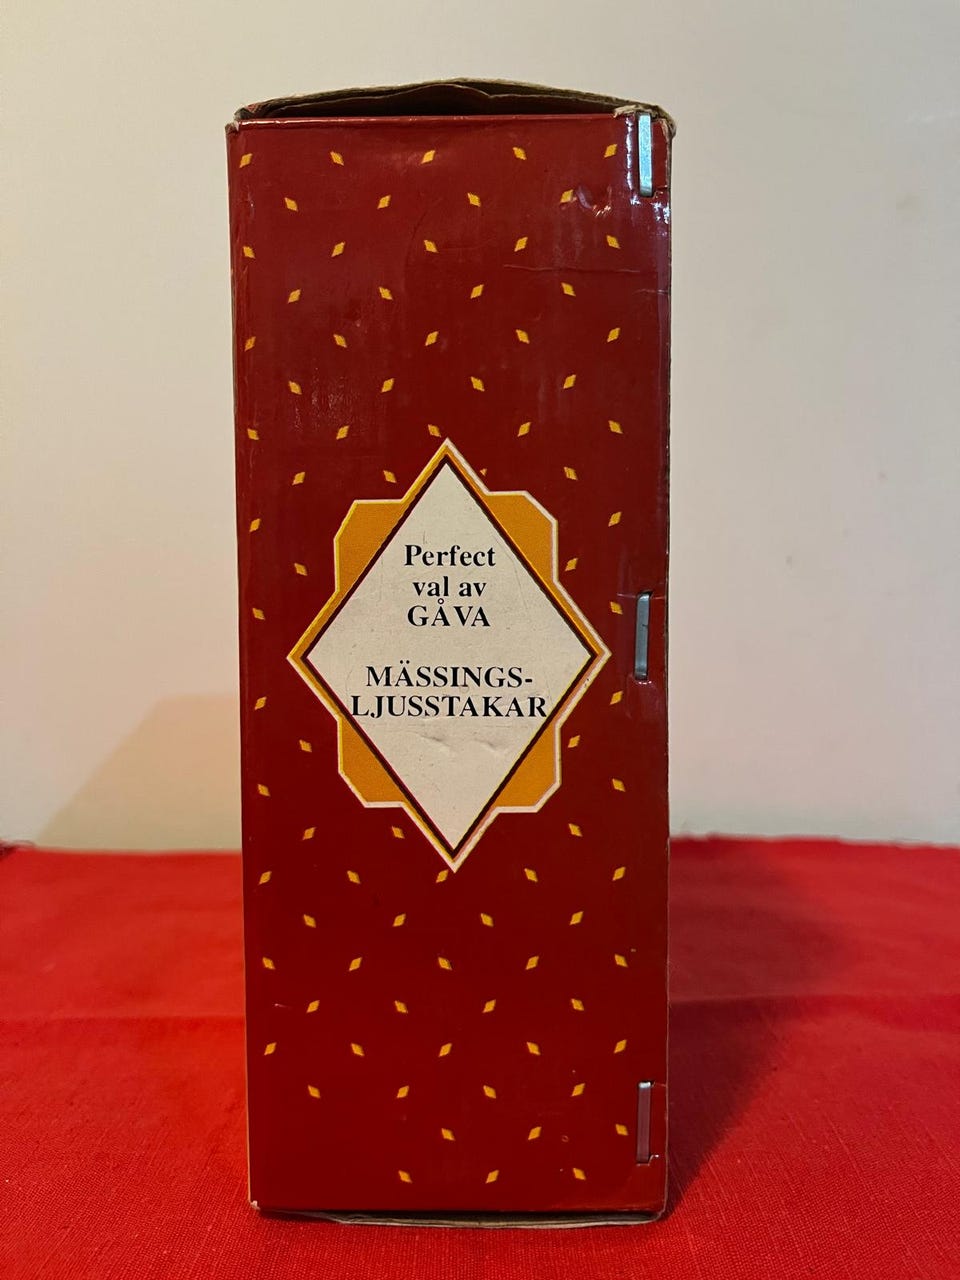 Perfect
val av
GÅVA
MÄSSINGS-
LJUSSTAKAR